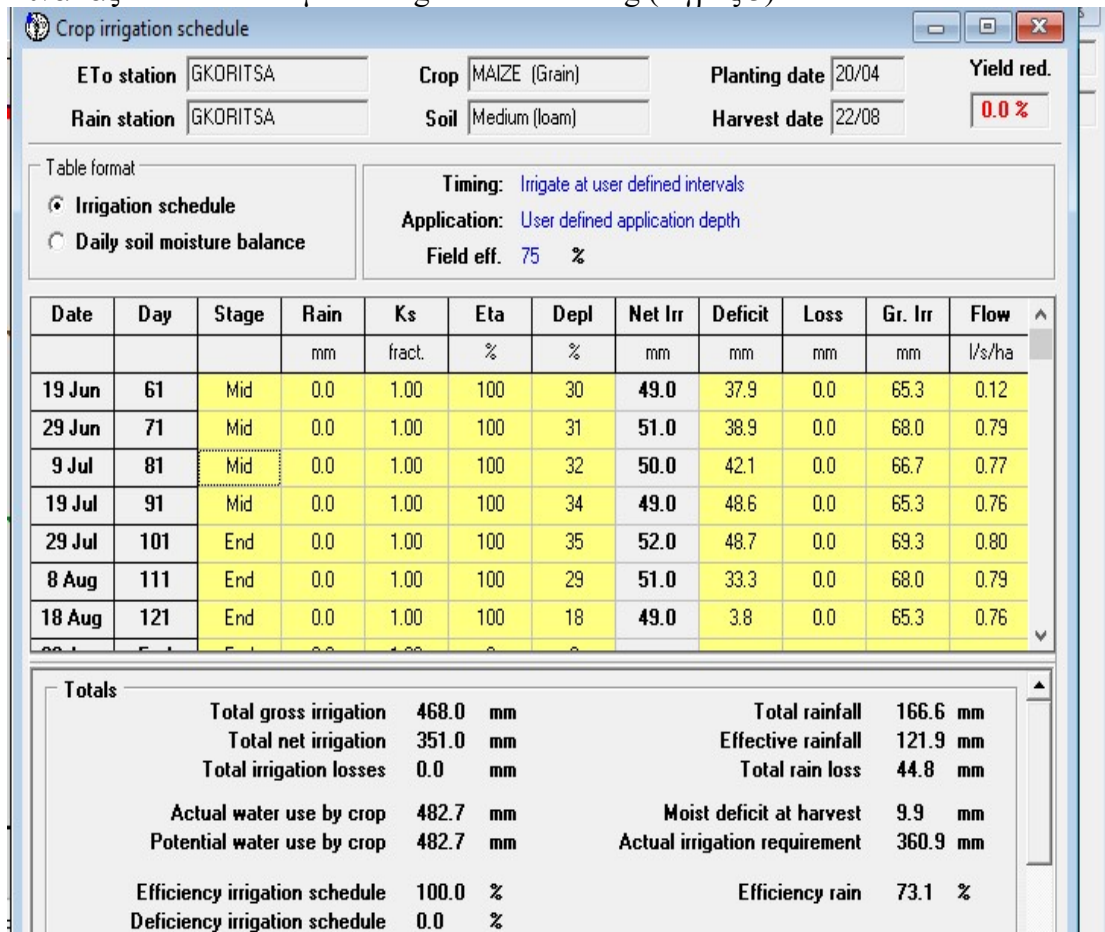 Crop irrigation schedule
ETo station GKORITSA Crop MAIZE (Grain) Planting date 20/04 Yield red.
Rain station GKORITSA Soil Medium (loam) Harvest date 22/08 0.0 %
Table format
Irrigation schedule
Daily soil moisture balance
Timing: Irrigate at user defined intervals
Application: User defined application depth
Field eff. 75 %
Date Day Stage Rain Ks Eta Depl Net Irr Deficit Loss Gr. Irr Flow
mm fract. % % mm mm mm mm l/s/ha
19 Jun 61 Mid 0.0 1.00 100 30 49.0 37.9 0.0 65.3 0.12
29 Jun 71 Mid 0.0 1.00 100 31 51.0 38.9 0.0 68.0 0.79
9 Jul 81 Mid 0.0 1.00 100 32 50.0 42.1 0.0 66.7 0.77
19 Jul 91 Mid 0.0 1.00 100 34 49.0 48.6 0.0 65.3 0.76
29 Jul 101 End 0.0 1.00 100 35 52.0 48.7 0.0 69.3 0.80
8 Aug 111 End 0.0 1.00 100 29 51.0 33.3 0.0 68.0 0.79
18 Aug 121 End 0.0 1.00 100 18 49.0 3.8 0.0 65.3 0.76
Totals
Total gross irrigation 468.0 mm Total rainfall 166.6 mm
Total net irrigation 351.0 mm Effective rainfall 121.9 mm
Total irrigation losses 0.0 mm Total rain loss 44.8 mm
Actual water use by crop 482.7 mm Moist deficit at harvest 9.9 mm
Potential water use by crop 482.7 mm Actual irrigation requirement 360.9 mm
Efficiency irrigation schedule 100.0 % Efficiency rain 73.1 %
Deficiency irrigation schedule 0.0 %